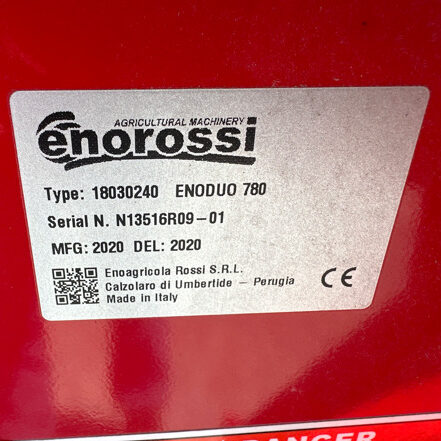 AGRICULTURAL MACHINERY
enorossi
Type: 18030240 ENODUO 780
Serial N. N13516R09-01
MFG: 2020 DEL: 2020
Enoagricola Rossi S.R.L.
Calzolaro di Umbertide - Perugia
Made in Italy
CE
DANGER